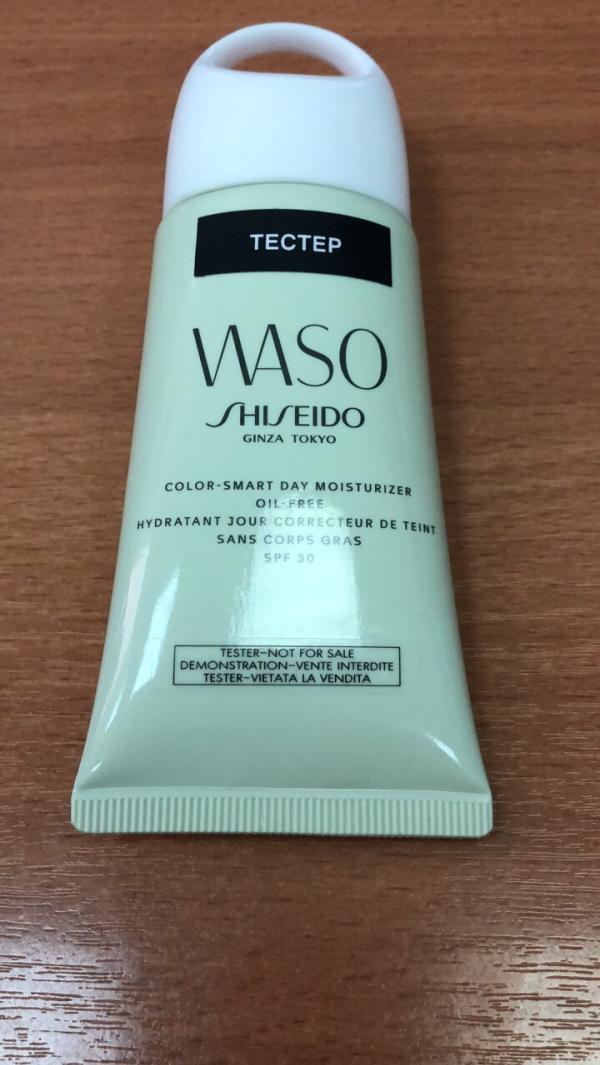 ТЕСТЕР
WASO
SHISEIDO
GINZA TOKYO
COLOR-SMART DAY MOISTURIZER
OIL-FREE
HYDRATANT JOUR CORRECTEUR DE TEINT
SANS CORPS GRAS
SPF 30
TESTER-NOT FOR SALE
DEMONSTRATION-VENTE INTERDITE
TESTER-VIETATA LA VENDITA